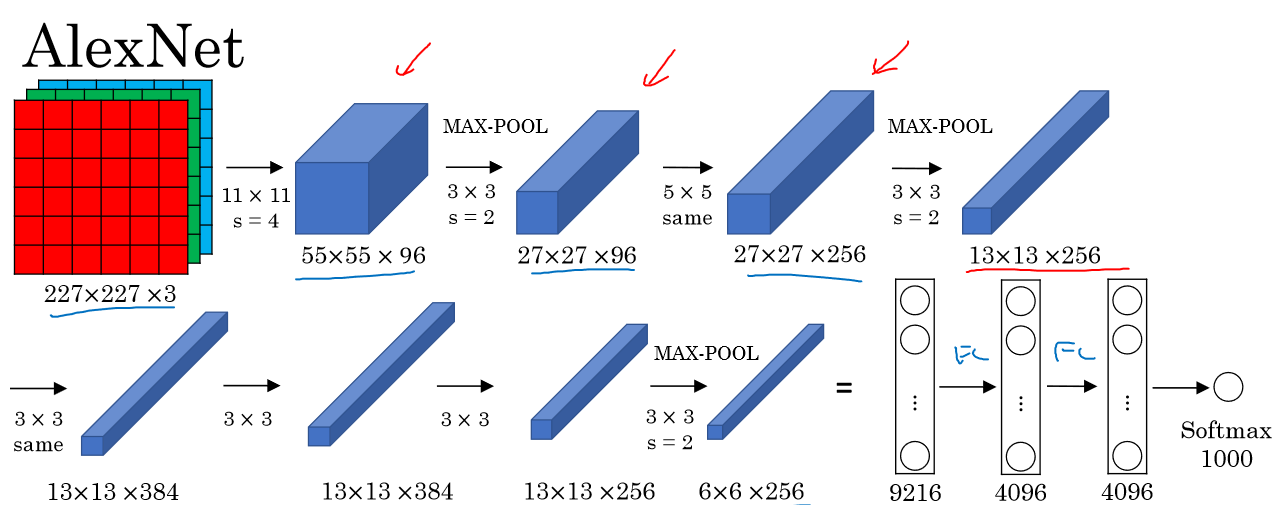 AlexNet
MAX-POOL
MAX-POOL
11 × 11
s = 4
3 × 3
s = 2
5 × 5
same
3 × 3
s = 2
227×227 ×3
55×55 × 96
27×27 ×96
27×27 ×256
13×13 ×256
MAX-POOL
FC
FC
3 × 3
same
3 × 3
3 × 3
3 × 3
s = 2
=
...
...
...
Softmax
1000
13×13 ×384
13×13 ×384
13×13 ×256
6×6 ×256
9216
4096
4096